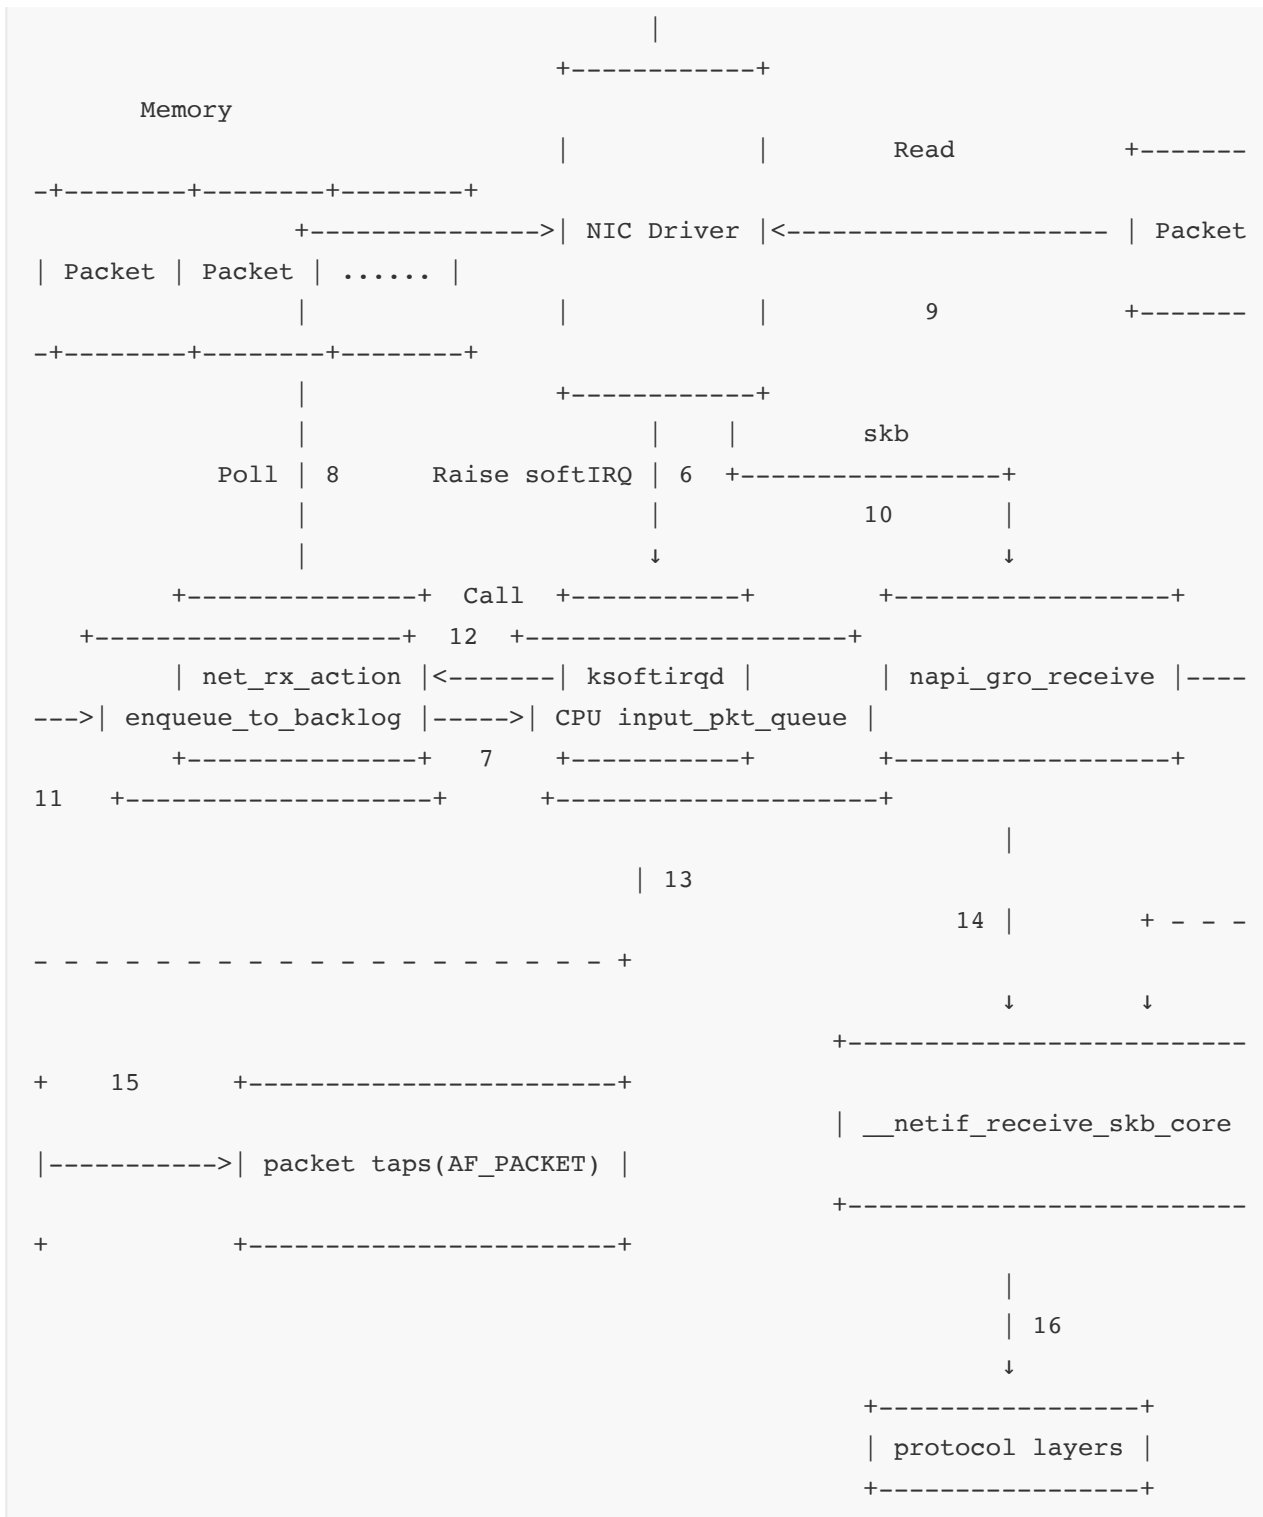 |
                                   +------------+
       Memory
                                   |            |        Read           +-------
-+--------+--------+--------+
                 +--------------->| NIC Driver |<--------------------- | Packet
| Packet | Packet | ...... |
                 |                |            |          9            +-------
-+--------+--------+--------+
                 |                +------------+
                 |                      |    |        skb
            Poll | 8      Raise softIRQ | 6  +-----------------+
                 |                      |             10       |
                 |                      ↓                      ↓
         +---------------+  Call  +-----------+        +------------------+
   +--------------------+  12  +---------------------+
         | net_rx_action |<-------| ksoftirqd |        | napi_gro_receive |----
--->| enqueue_to_backlog |----->| CPU input_pkt_queue |
         +---------------+   7    +-----------+        +------------------+
11   +--------------------+      +---------------------+
                                                               |
                                       | 13
                                                            14 |        + - - -
- - - - - - - - - - - - - - - - - - - +
                                                               ↓        ↓
                                                    +--------------------------
+    15      +------------------------+
                                                    | __netif_receive_skb_core
|----------->| packet taps(AF_PACKET) |
                                                    +--------------------------
+            +------------------------+
                                                               |
                                                               | 16
                                                               ↓
                                                      +-----------------+
                                                      | protocol layers |
                                                      +-----------------+